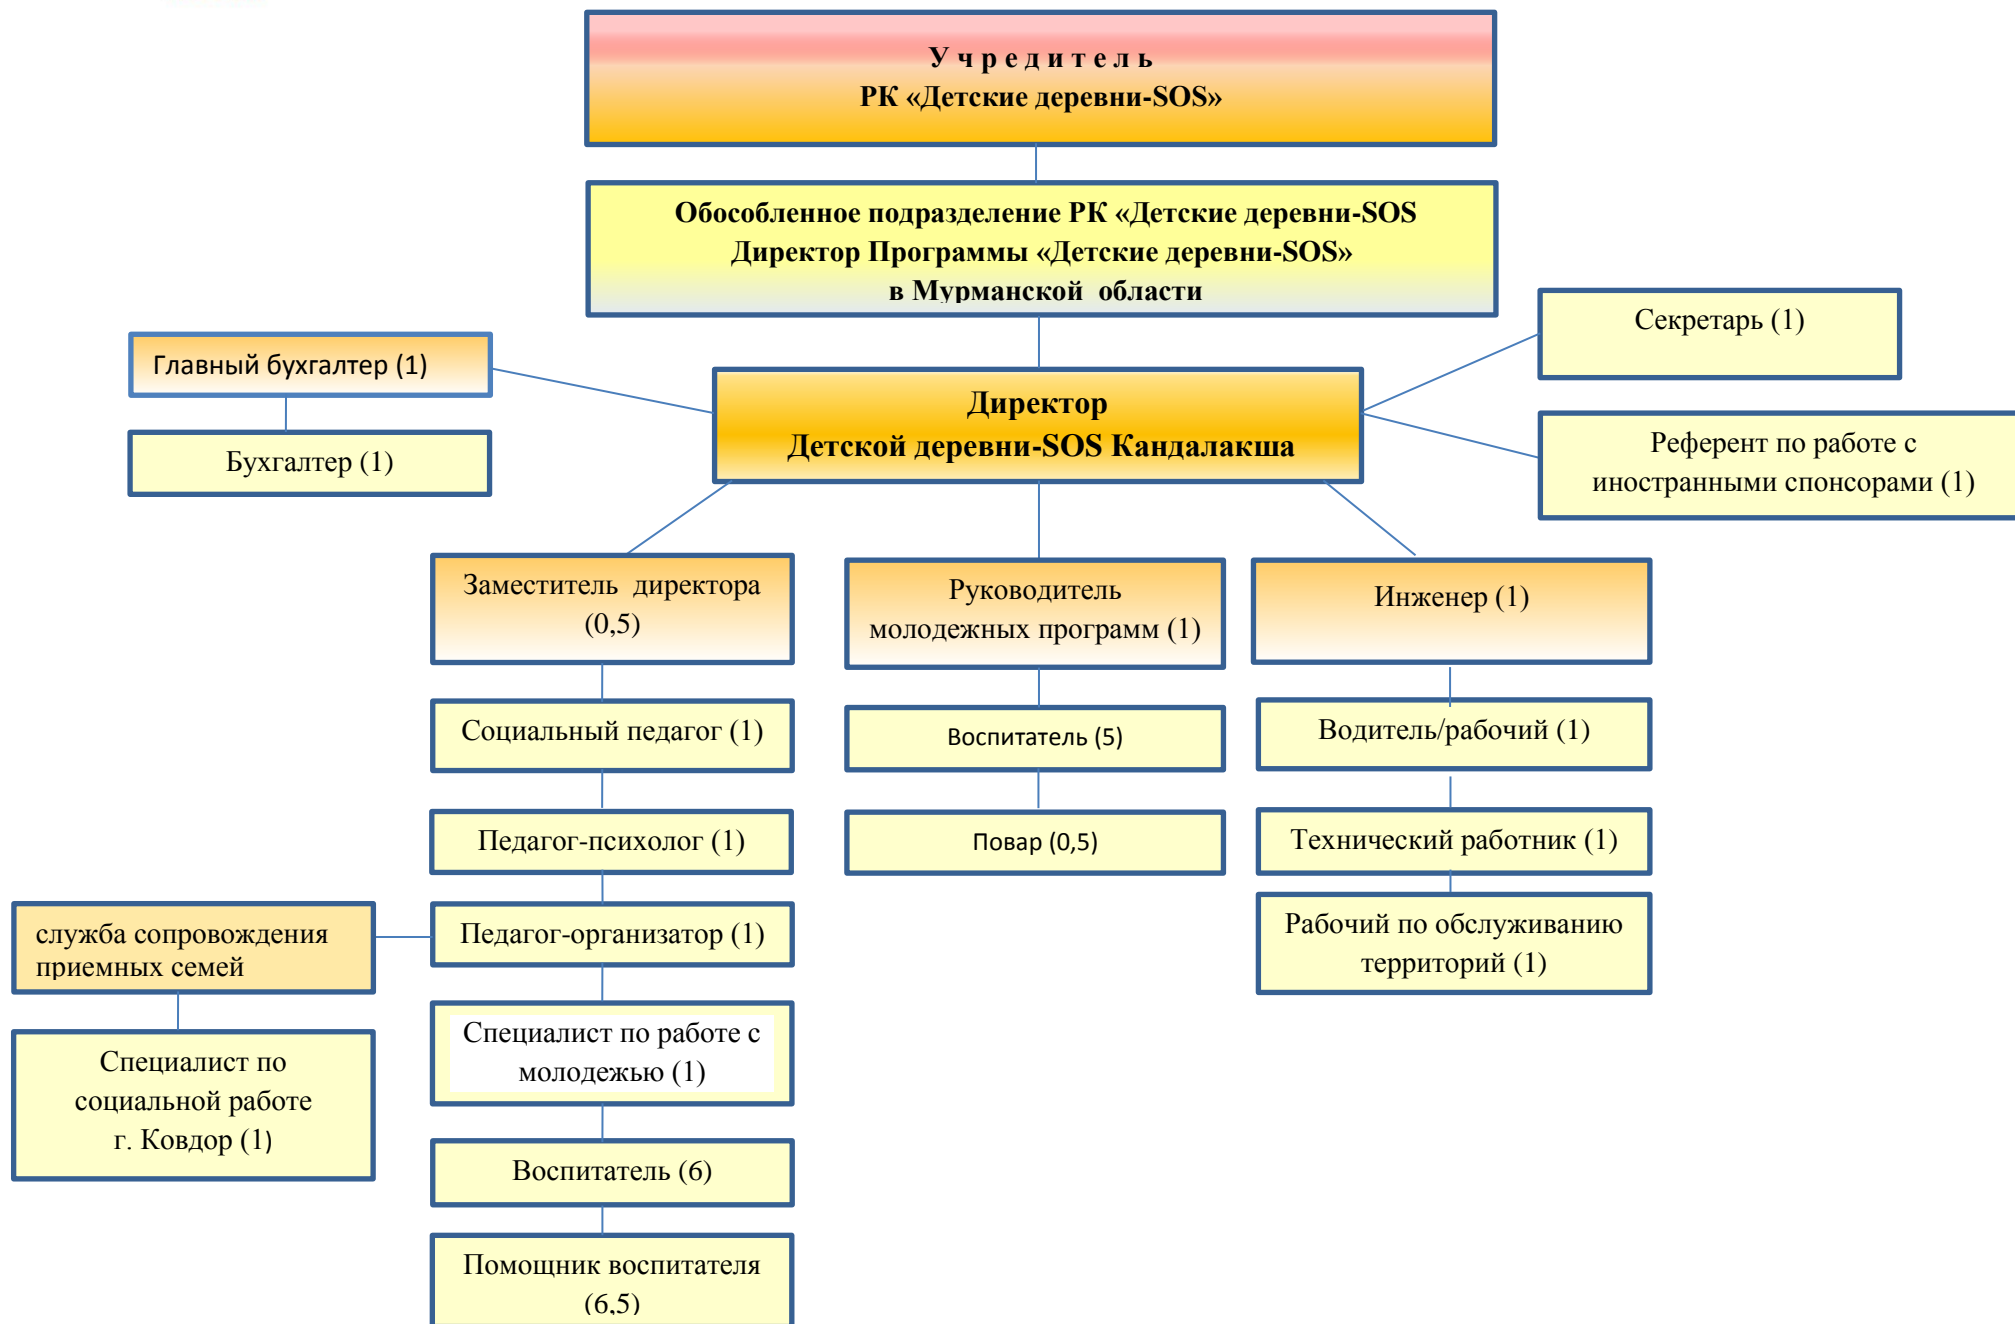 У ч р е д и т е л ь
РК «Детские деревни-SOS»
Обособленное подразделение РК «Детские деревни-SOS
Директор Программы «Детские деревни-SOS»
в Мурманской области
Секретарь (1)
Главный бухгалтер (1)
Директор
Детской деревни-SOS Кандалакша
Бухгалтер (1)
Референт по работе с
иностранными спонсорами (1)
Заместитель директора
(0,5)
Руководитель
молодежных программ (1)
Инженер (1)
Социальный педагог (1)
Воспитатель (5)
Водитель/рабочий (1)
Педагог-психолог (1)
Повар (0,5)
Технический работник (1)
служба сопровождения
приемных семей
Педагог-организатор (1)
Рабочий по обслуживанию
территорий (1)
Специалист по
социальной работе
г. Ковдор (1)
Специалист по работе с
молодежью (1)
Воспитатель (6)
Помощник воспитателя
(6,5)